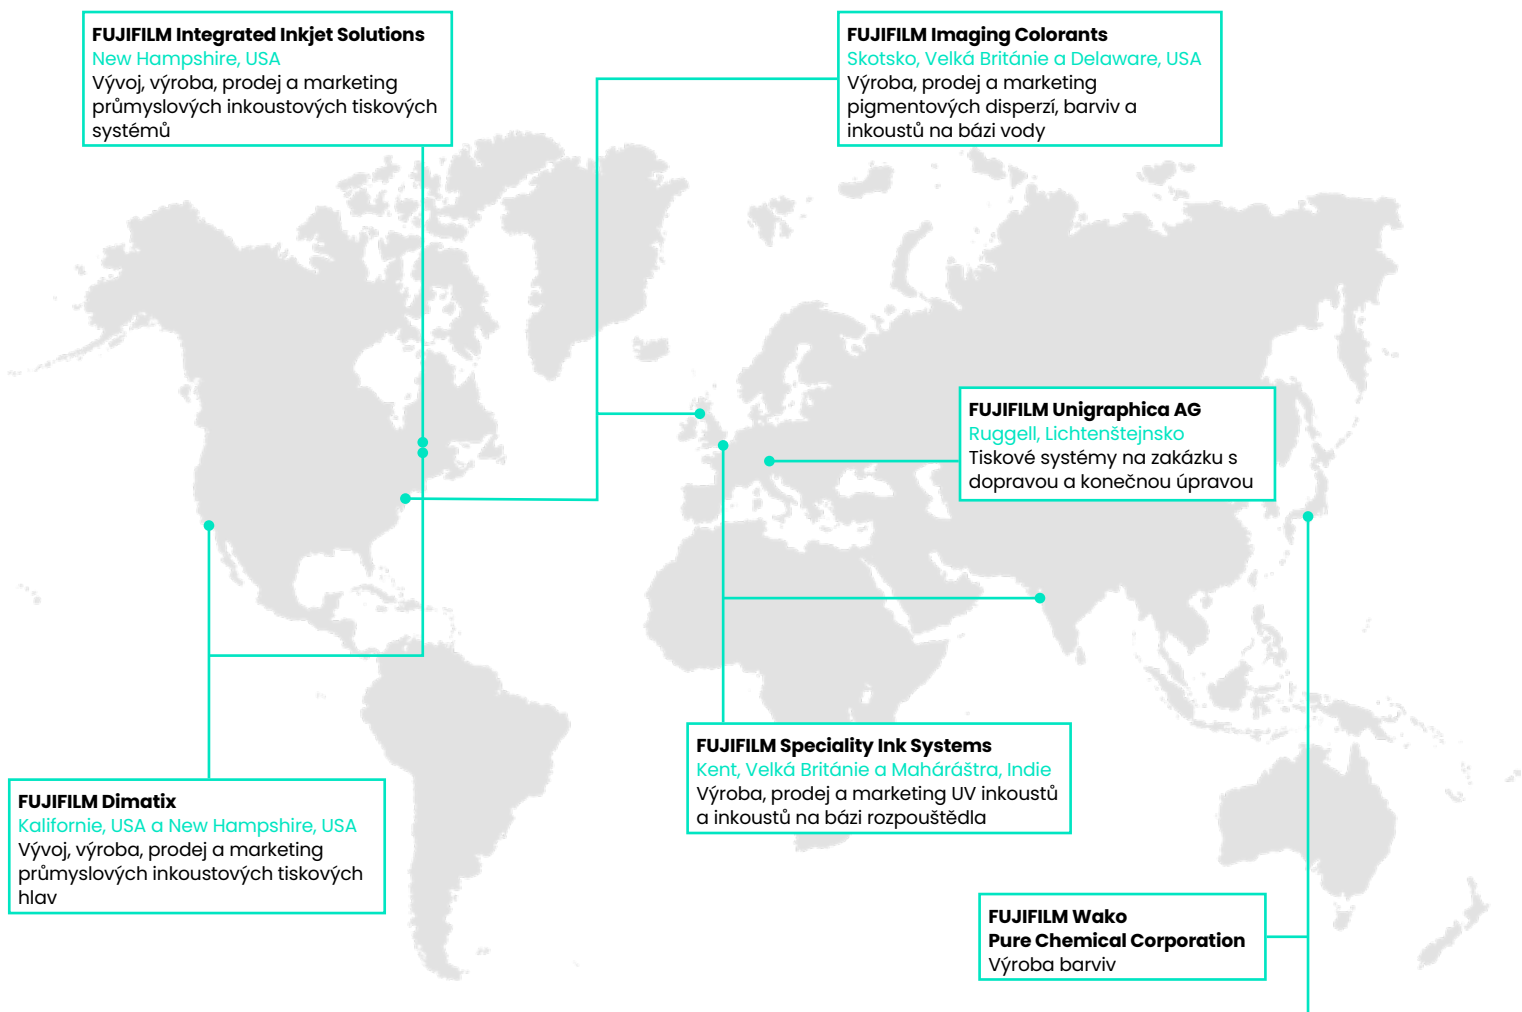 FUJIFILM Integrated Inkjet Solutions
New Hampshire, USA
Vývoj, výroba, prodej a marketing
průmyslových inkoustových tiskových
systémů
FUJIFILM Imaging Colorants
Skotsko, Velká Británie a Delaware, USA
Výroba, prodej a marketing
pigmentových disperzí, barviv a
inkoustů na bázi vody
FUJIFILM Unigraphica AG
Ruggell, Lichtenštejnsko
Tiskové systémy na zakázku s
dopravou a konečnou úpravou
FUJIFILM Speciality Ink Systems
Kent, Velká Británie a Maháráštra, Indie
Výroba, prodej a marketing UV inkoustů
a inkoustů na bázi rozpouštědla
FUJIFILM Dimatix
Kalifornie, USA a New Hampshire, USA
Vývoj, výroba, prodej a marketing
průmyslových inkoustových tiskových
hlav
FUJIFILM Wako
Pure Chemical Corporation
Výroba barviv